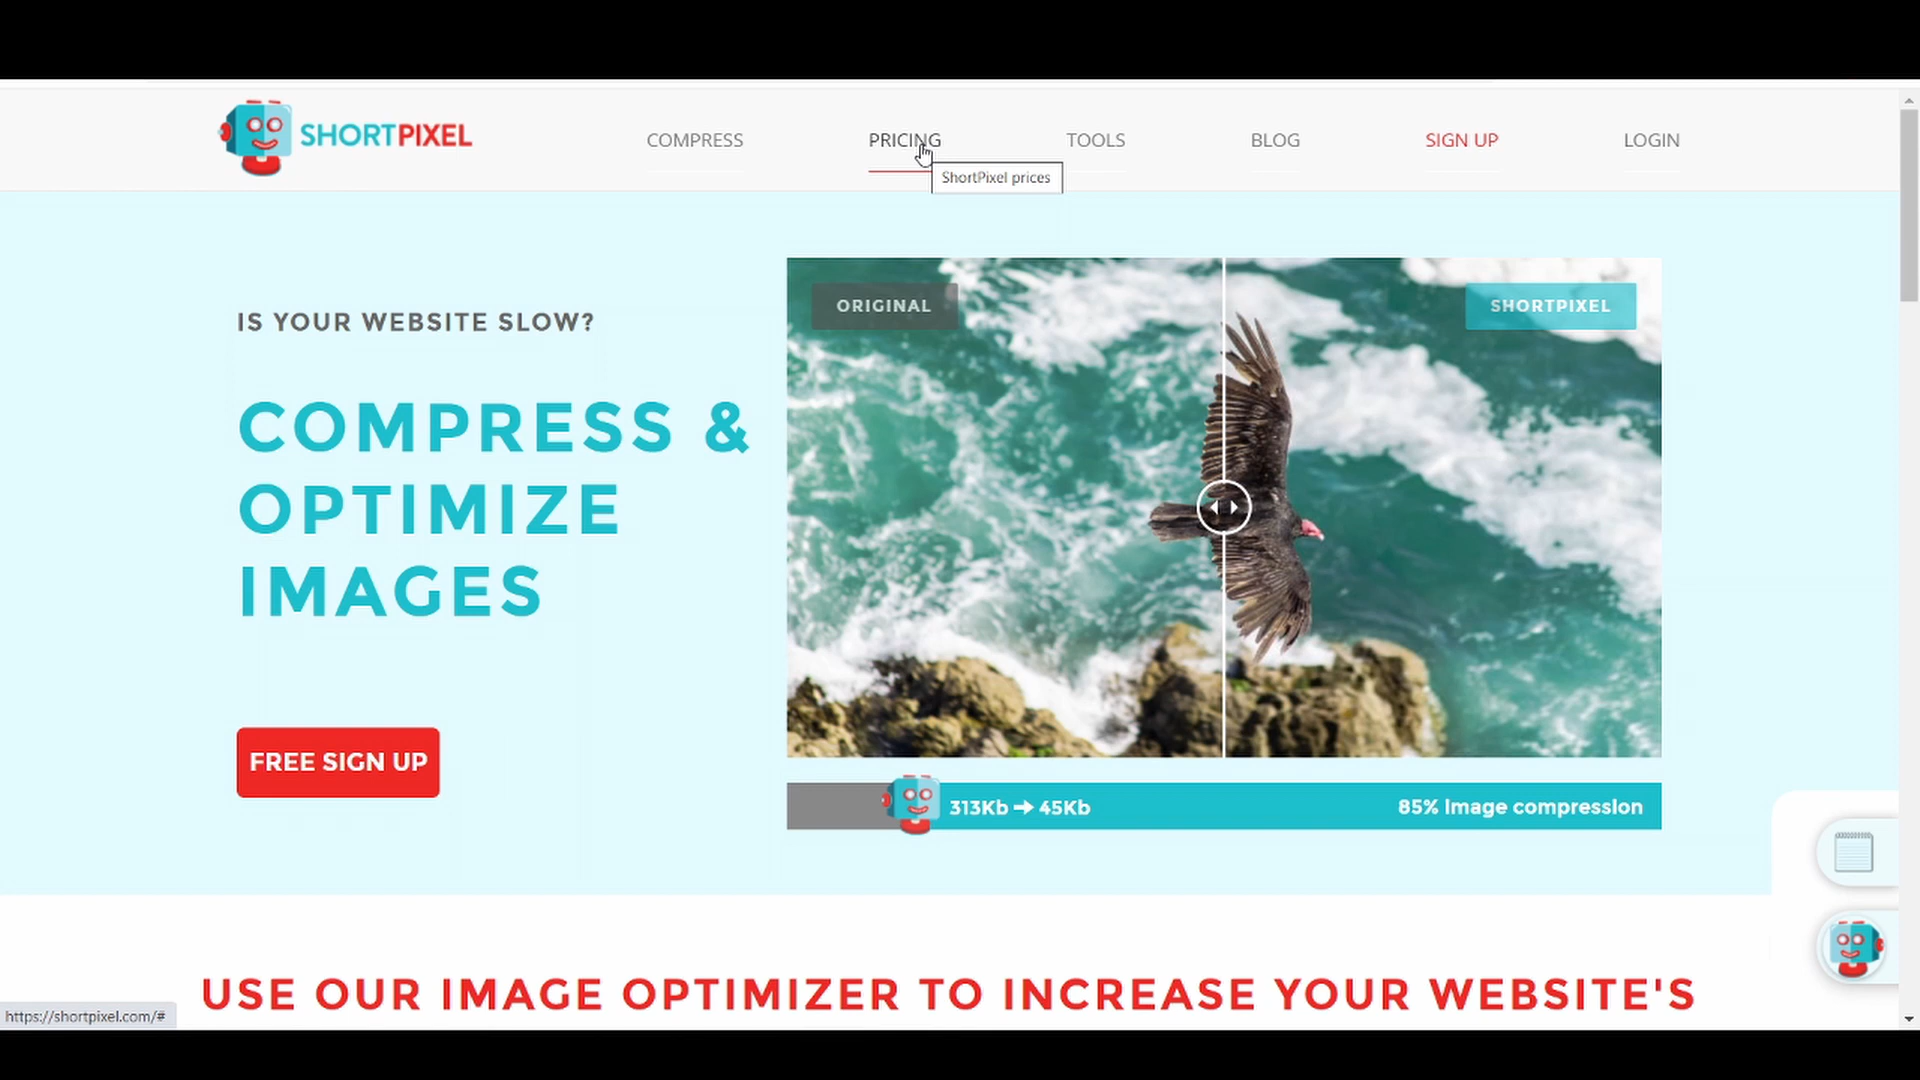 SHORTPIXEL
COMPRESS
PRICING
TOOLS
BLOG
SIGN UP
LOGIN
ShortPixel prices
IS YOUR WEBSITE SLOW?
COMPRESS &
OPTIMIZE
IMAGES
FREE SIGN UP
ORIGINAL
SHORTPIXEL
313Kb → 45Kb
85% image compression
USE OUR IMAGE OPTIMIZER TO INCREASE YOUR WEBSITE'S
https://shortpixel.com/#